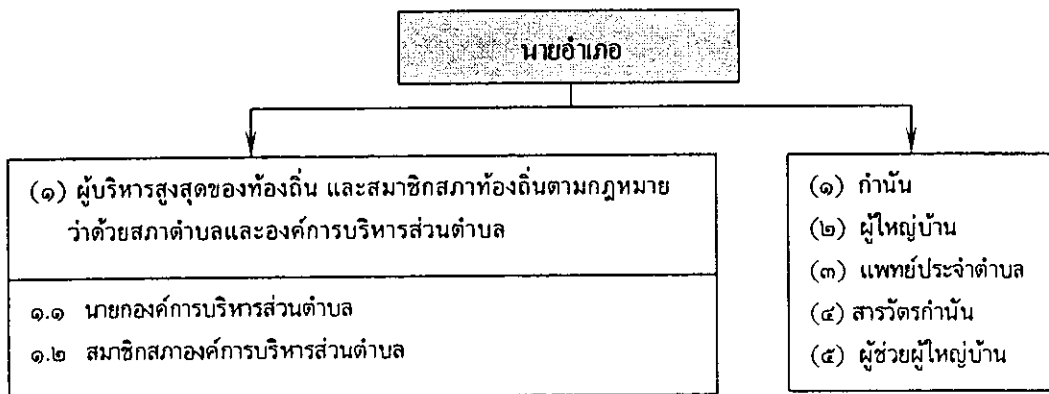 นายอำเภอ
(๑) ผู้บริหารสูงสุดของท้องถิ่น และสมาชิกสภาท้องถิ่นตามกฎหมาย
ว่าด้วยสภาตำบลและองค์การบริหารส่วนตำบล
๑.๑ นายกองค์การบริหารส่วนตำบล
๑.๒ สมาชิกสภาองค์การบริหารส่วนตำบล
(๑) กำนัน
(๒) ผู้ใหญ่บ้าน
(๓) แพทย์ประจำตำบล
(๔) สารวัตรกำนัน
(๕) ผู้ช่วยผู้ใหญ่บ้าน